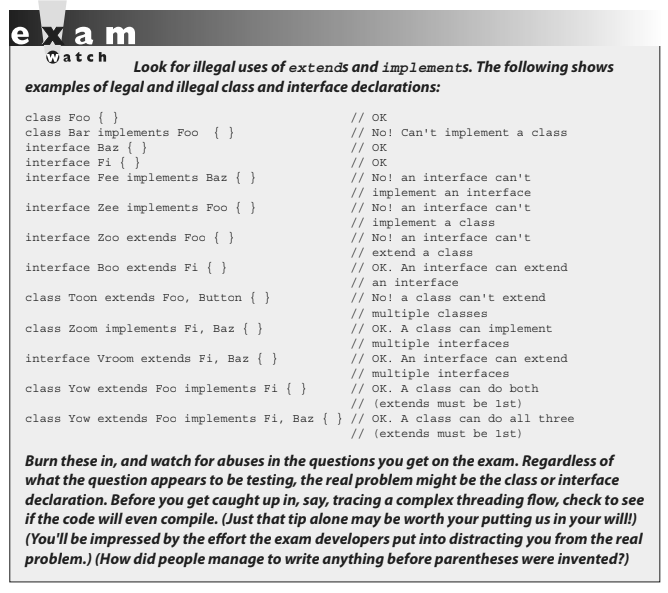 exam
watch
Look for illegal uses of extends and implements. The following shows
examples of legal and illegal class and interface declarations:
class Foo { } // OK
class Bar implements Foo { } // No! Can't implement a class
interface Baz { } // OK
interface Fi { } // OK
interface Fee implements Baz { } // No! an interface can't
// implement an interface
interface Zee implements Foo { } // No! an interface can't
// implement a class
interface Zoo extends Foo { } // No! an interface can't
// extend a class
interface Boo extends Fi { } // OK. An interface can extend
// an interface
class Toon extends Foo, Button { } // No! a class can't extend
// multiple classes
class Zoom implements Fi, Baz { } // OK. A class can implement
// multiple interfaces
interface Vroom extends Fi, Baz { } // OK. An interface can extend
// multiple interfaces
class Yow extends Foo implements Fi { } // OK. A class can do both
// (extends must be 1st)
class Yow extends Foo implements Fi, Baz { } // OK. A class can do all three
// (extends must be 1st)
Burn these in, and watch for abuses in the questions you get on the exam. Regardless of
what the question appears to be testing, the real problem might be the class or interface
declaration. Before you get caught up in, say, tracing a complex threading flow, check to see
if the code will even compile. (Just that tip alone may be worth your putting us in your will!)
(You'll be impressed by the effort the exam developers put into distracting you from the real
problem.) (How did people manage to write anything before parentheses were invented?)